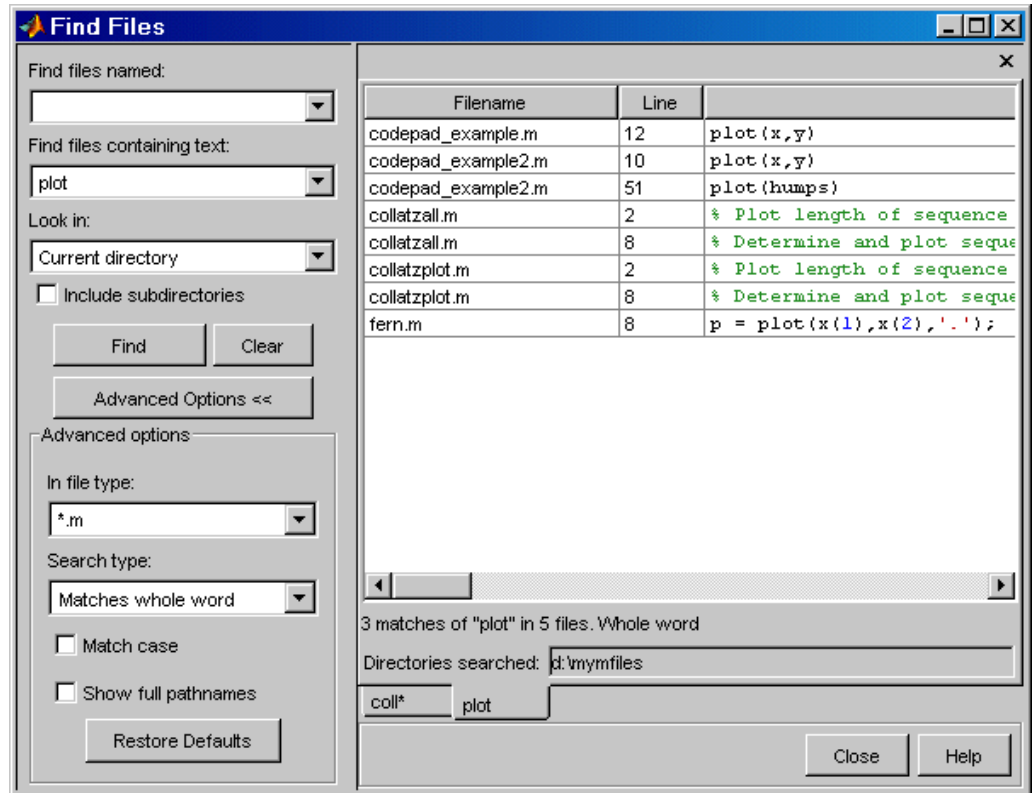 Find Files
Find files named:
Find files containing text:
plot
Look in:
Current directory
Include subdirectories
Find
Clear
Advanced Options <<
Advanced options
In file type:
*.m
Search type:
Matches whole word
Match case
Show full pathnames
Restore Defaults
Filename Line
codepad_example.m 12 plot(x,y)
codepad_example2.m 10 plot(x,y)
codepad_example2.m 51 plot(humps)
collatzall.m 2 % Plot length of sequence
collatzall.m 8 % Determine and plot seque
collatzplot.m 2 % Plot length of sequence
collatzplot.m 8 % Determine and plot seque
fern.m 8 p = plot(x(1),x(2),'.');
3 matches of "plot" in 5 files. Whole word
Directories searched: d:\mymfiles
coll* plot
Close Help